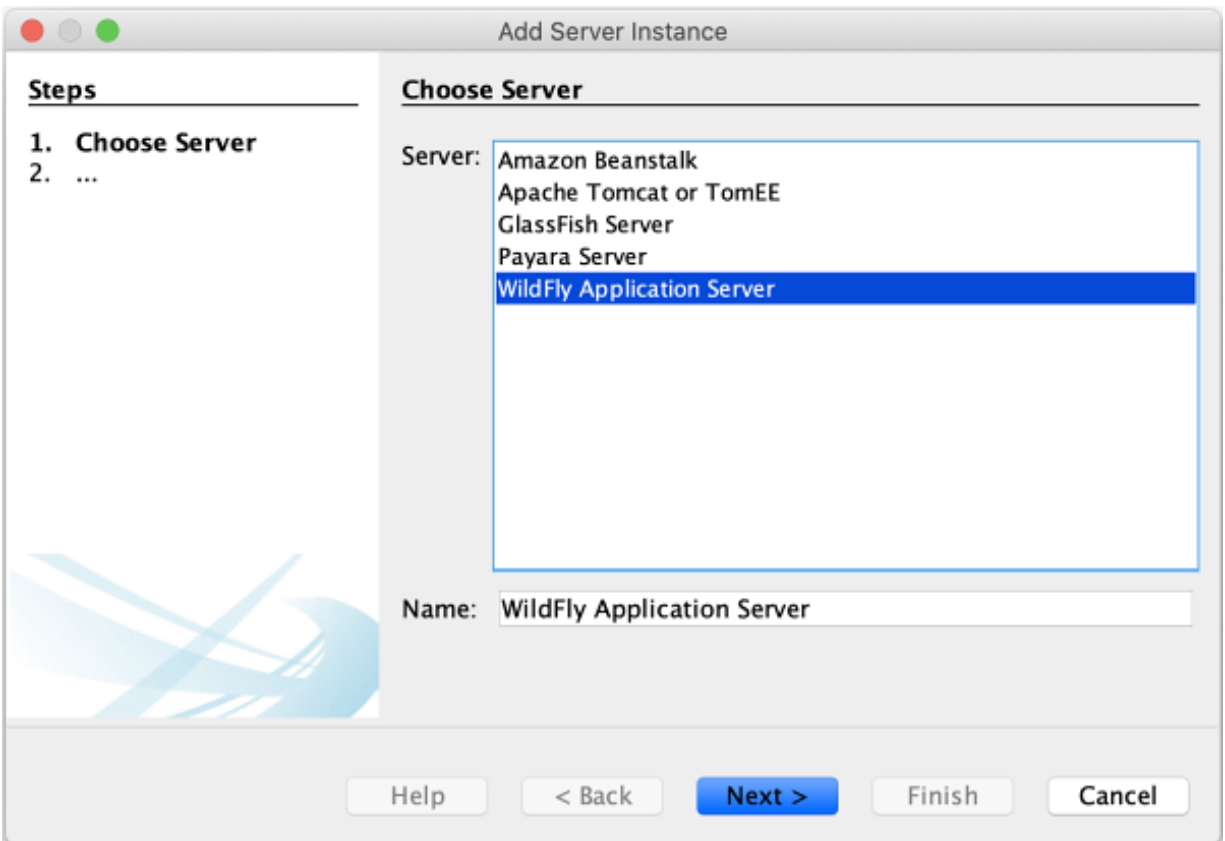 Add Server Instance
Steps
1. Choose Server
2. ...
Choose Server
Server:
Amazon Beanstalk
Apache Tomcat or TomEE
GlassFish Server
Payara Server
WildFly Application Server
Name: WildFly Application Server
Help < Back Next > Finish Cancel